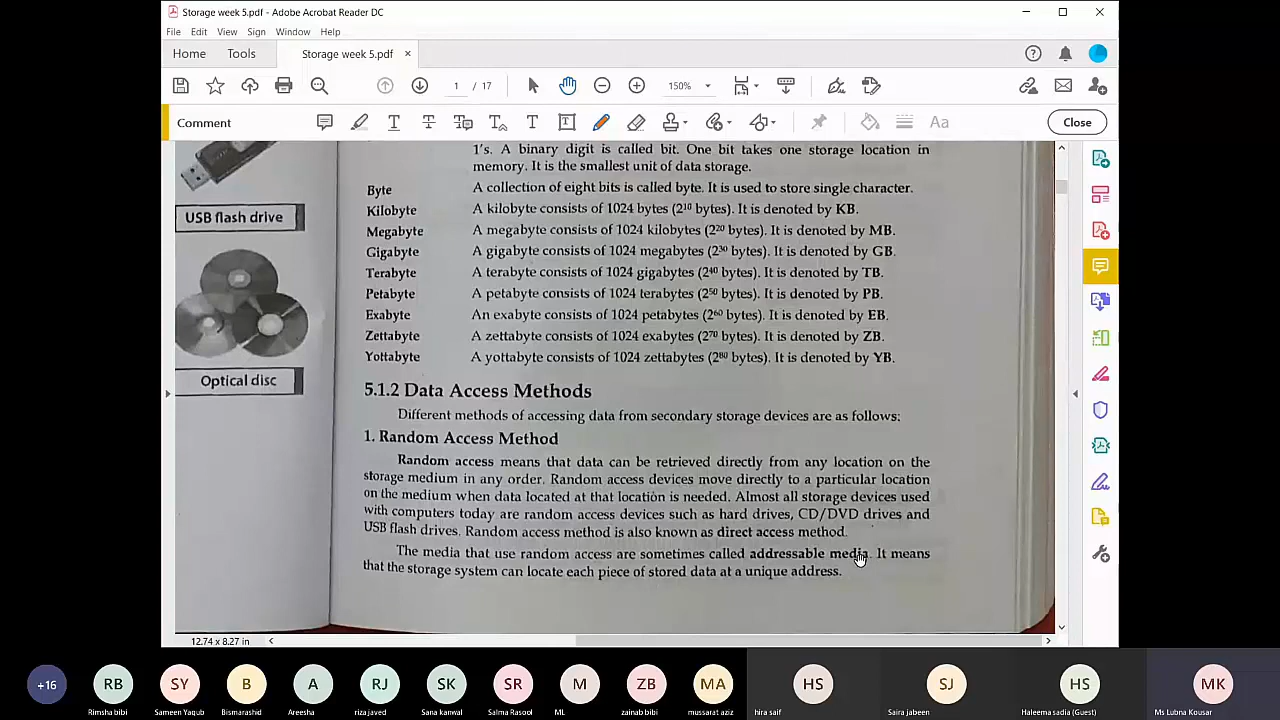 Storage week 5.pdf - Adobe Acrobat Reader DC
File Edit View Sign Window Help
Home Tools Storage week 5.pdf ×
1 / 17 150%
Comment Aa Close
1's. A binary digit is called bit. One bit takes one storage location in
memory. It is the smallest unit of data storage.
Byte A collection of eight bits is called byte. It is used to store single character.
Kilobyte A kilobyte consists of 1024 bytes (2¹⁰ bytes). It is denoted by KB.
Megabyte A megabyte consists of 1024 kilobytes (2²⁰ bytes). It is denoted by MB.
Gigabyte A gigabyte consists of 1024 megabytes (2³⁰ bytes). It is denoted by GB.
Terabyte A terabyte consists of 1024 gigabytes (2⁴⁰ bytes). It is denoted by TB.
Petabyte A petabyte consists of 1024 terabytes (2⁵⁰ bytes). It is denoted by PB.
Exabyte An exabyte consists of 1024 petabytes (2⁶⁰ bytes). It is denoted by EB.
Zettabyte A zettabyte consists of 1024 exabytes (2⁷⁰ bytes). It is denoted by ZB.
Yottabyte A yottabyte consists of 1024 zettabytes (2⁸⁰ bytes). It is denoted by YB.
USB flash drive
Optical disc
5.1.2 Data Access Methods
Different methods of accessing data from secondary storage devices are as follows:
1. Random Access Method
Random access means that data can be retrieved directly from any location on the
storage medium in any order. Random access devices move directly to a particular location
on the medium when data located at that location is needed. Almost all storage devices used
with computers today are random access devices such as hard drives, CD/DVD drives and
USB flash drives. Random access method is also known as direct access method.
The media that use random access are sometimes called addressable media. It means
that the storage system can locate each piece of stored data at a unique address.
12.74 x 8.27 in
+16 RB SY B A RJ SK SR M ZB MA HS SJ HS MK
Rimsha bibi Sameen Yaqub Bismarashid Areesha riza javed Sana kanwal Salma Rasool ML zainab bibi mussarat aziz hira saif Saira jabeen Haleema sadia (Guest) Ms Lubna Kousar